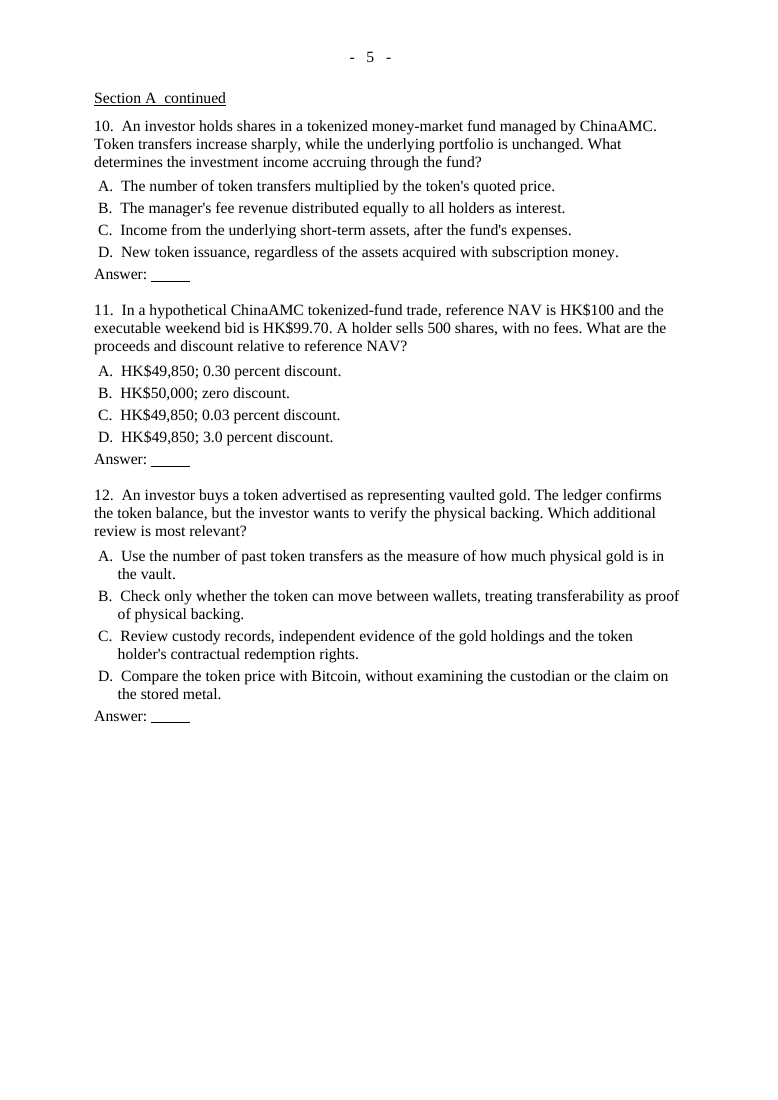 - 5 -
Section A continued
10. An investor holds shares in a tokenized money-market fund managed by ChinaAMC.
Token transfers increase sharply, while the underlying portfolio is unchanged. What
determines the investment income accruing through the fund?
A. The number of token transfers multiplied by the token's quoted price.
B. The manager's fee revenue distributed equally to all holders as interest.
C. Income from the underlying short-term assets, after the fund's expenses.
D. New token issuance, regardless of the assets acquired with subscription money.
Answer: _____
11. In a hypothetical ChinaAMC tokenized-fund trade, reference NAV is HK$100 and the
executable weekend bid is HK$99.70. A holder sells 500 shares, with no fees. What are the
proceeds and discount relative to reference NAV?
A. HK$49,850; 0.30 percent discount.
B. HK$50,000; zero discount.
C. HK$49,850; 0.03 percent discount.
D. HK$49,850; 3.0 percent discount.
Answer: _____
12. An investor buys a token advertised as representing vaulted gold. The ledger confirms
the token balance, but the investor wants to verify the physical backing. Which additional
review is most relevant?
A. Use the number of past token transfers as the measure of how much physical gold is in
the vault.
B. Check only whether the token can move between wallets, treating transferability as proof
of physical backing.
C. Review custody records, independent evidence of the gold holdings and the token
holder's contractual redemption rights.
D. Compare the token price with Bitcoin, without examining the custodian or the claim on
the stored metal.
Answer: _____